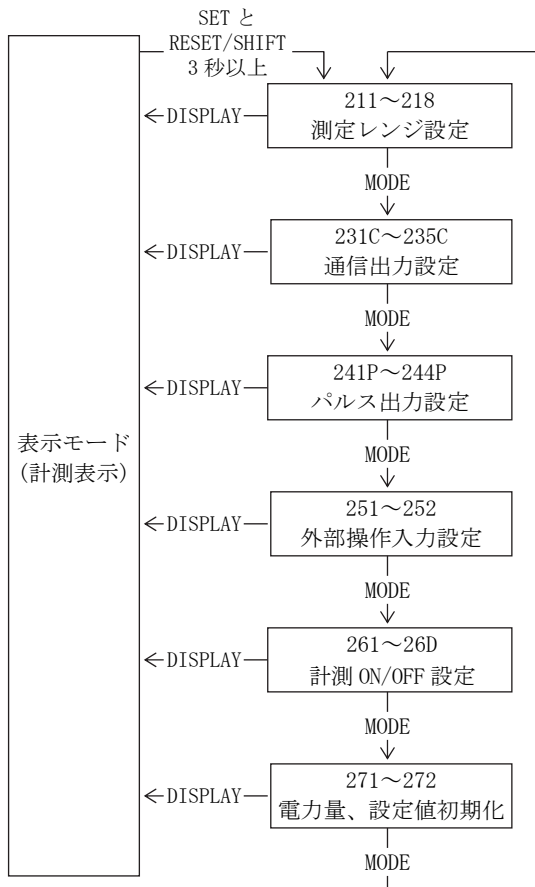 SET と
RESET/SHIFT
3 秒以上
211～218
測定レンジ設定
DISPLAY
MODE
231C～235C
通信出力設定
DISPLAY
MODE
241P～244P
パルス出力設定
DISPLAY
MODE
表示モード
(計測表示)
251～252
外部操作入力設定
DISPLAY
MODE
261～26D
計測 ON/OFF 設定
DISPLAY
MODE
271～272
電力量、設定値初期化
DISPLAY
MODE